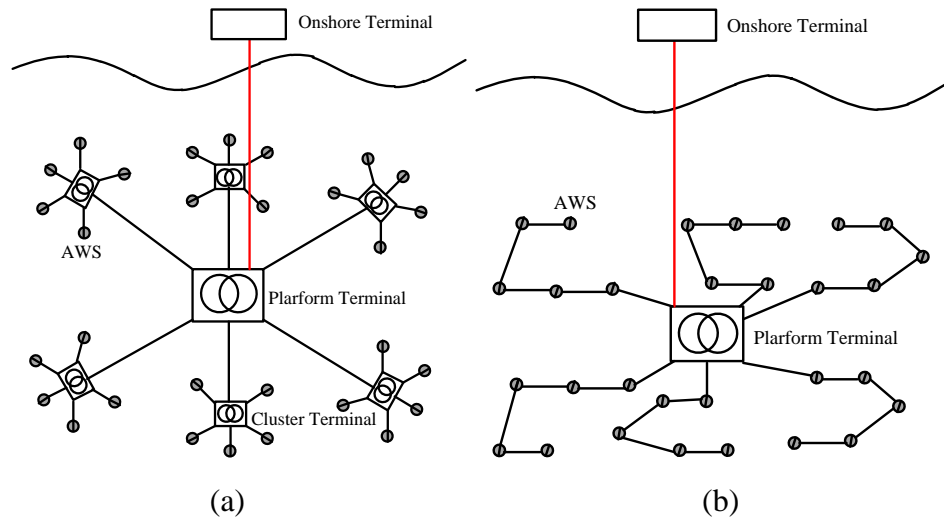 Onshore Terminal
AWS
Plarform Terminal
Cluster Terminal
(a)
Onshore Terminal
AWS
Plarform Terminal
(b)